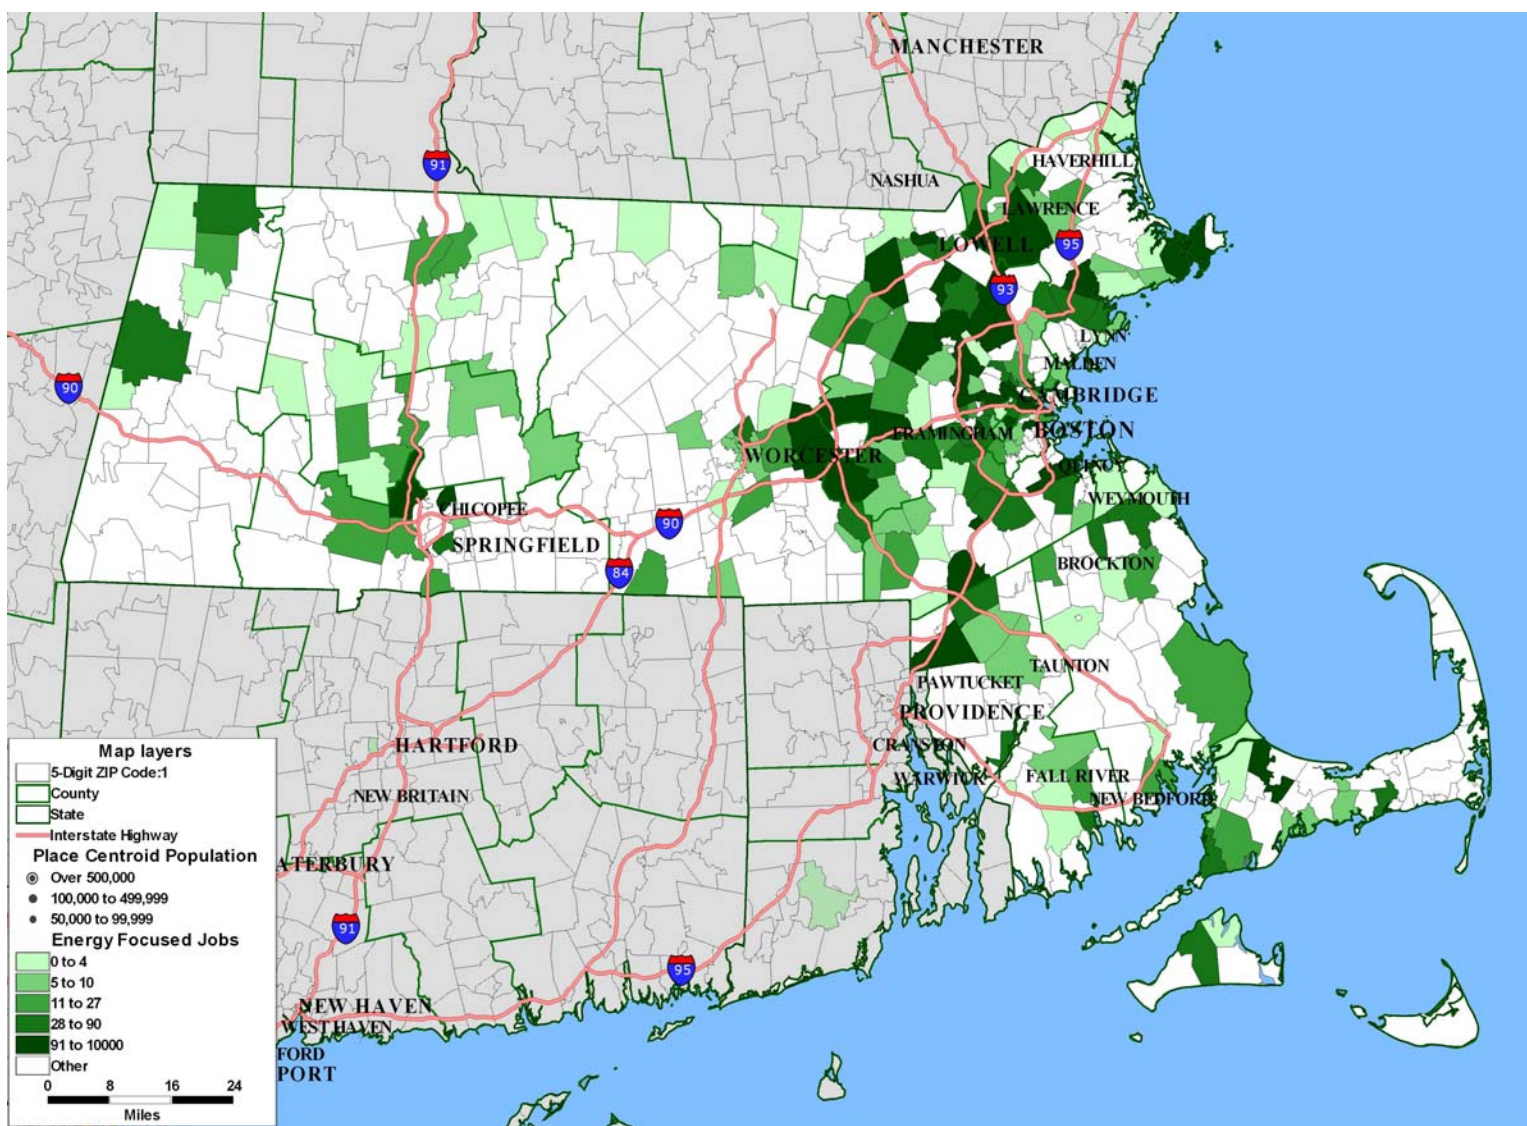 MANCHESTER
91
HAVERHILL
NASHUA
LAWRENCE
LOWELL
95
93
LYNN
MALDEN
90
CAMBRIDGE
BOSTON
FRAMINGHAM
WORCESTER
QUINCY
WEYMOUTH
CHICOPEE
90
SPRINGFIELD
BROCKTON
84
TAUNTON
PAWTUCKET
PROVIDENCE
HARTFORD
CRANSTON
WARWICK
FALL RIVER
NEW BRITAIN
NEW BEDFORD
ATERBURY
91
95
NEW HAVEN
WEST HAVEN
FORD
PORT
Map layers
5-Digit ZIP Code:1
County
State
Interstate Highway
Place Centroid Population
Over 500,000
100,000 to 499,999
50,000 to 99,999
Energy Focused Jobs
0 to 4
5 to 10
11 to 27
28 to 90
91 to 10000
Other
0 8 16 24
Miles